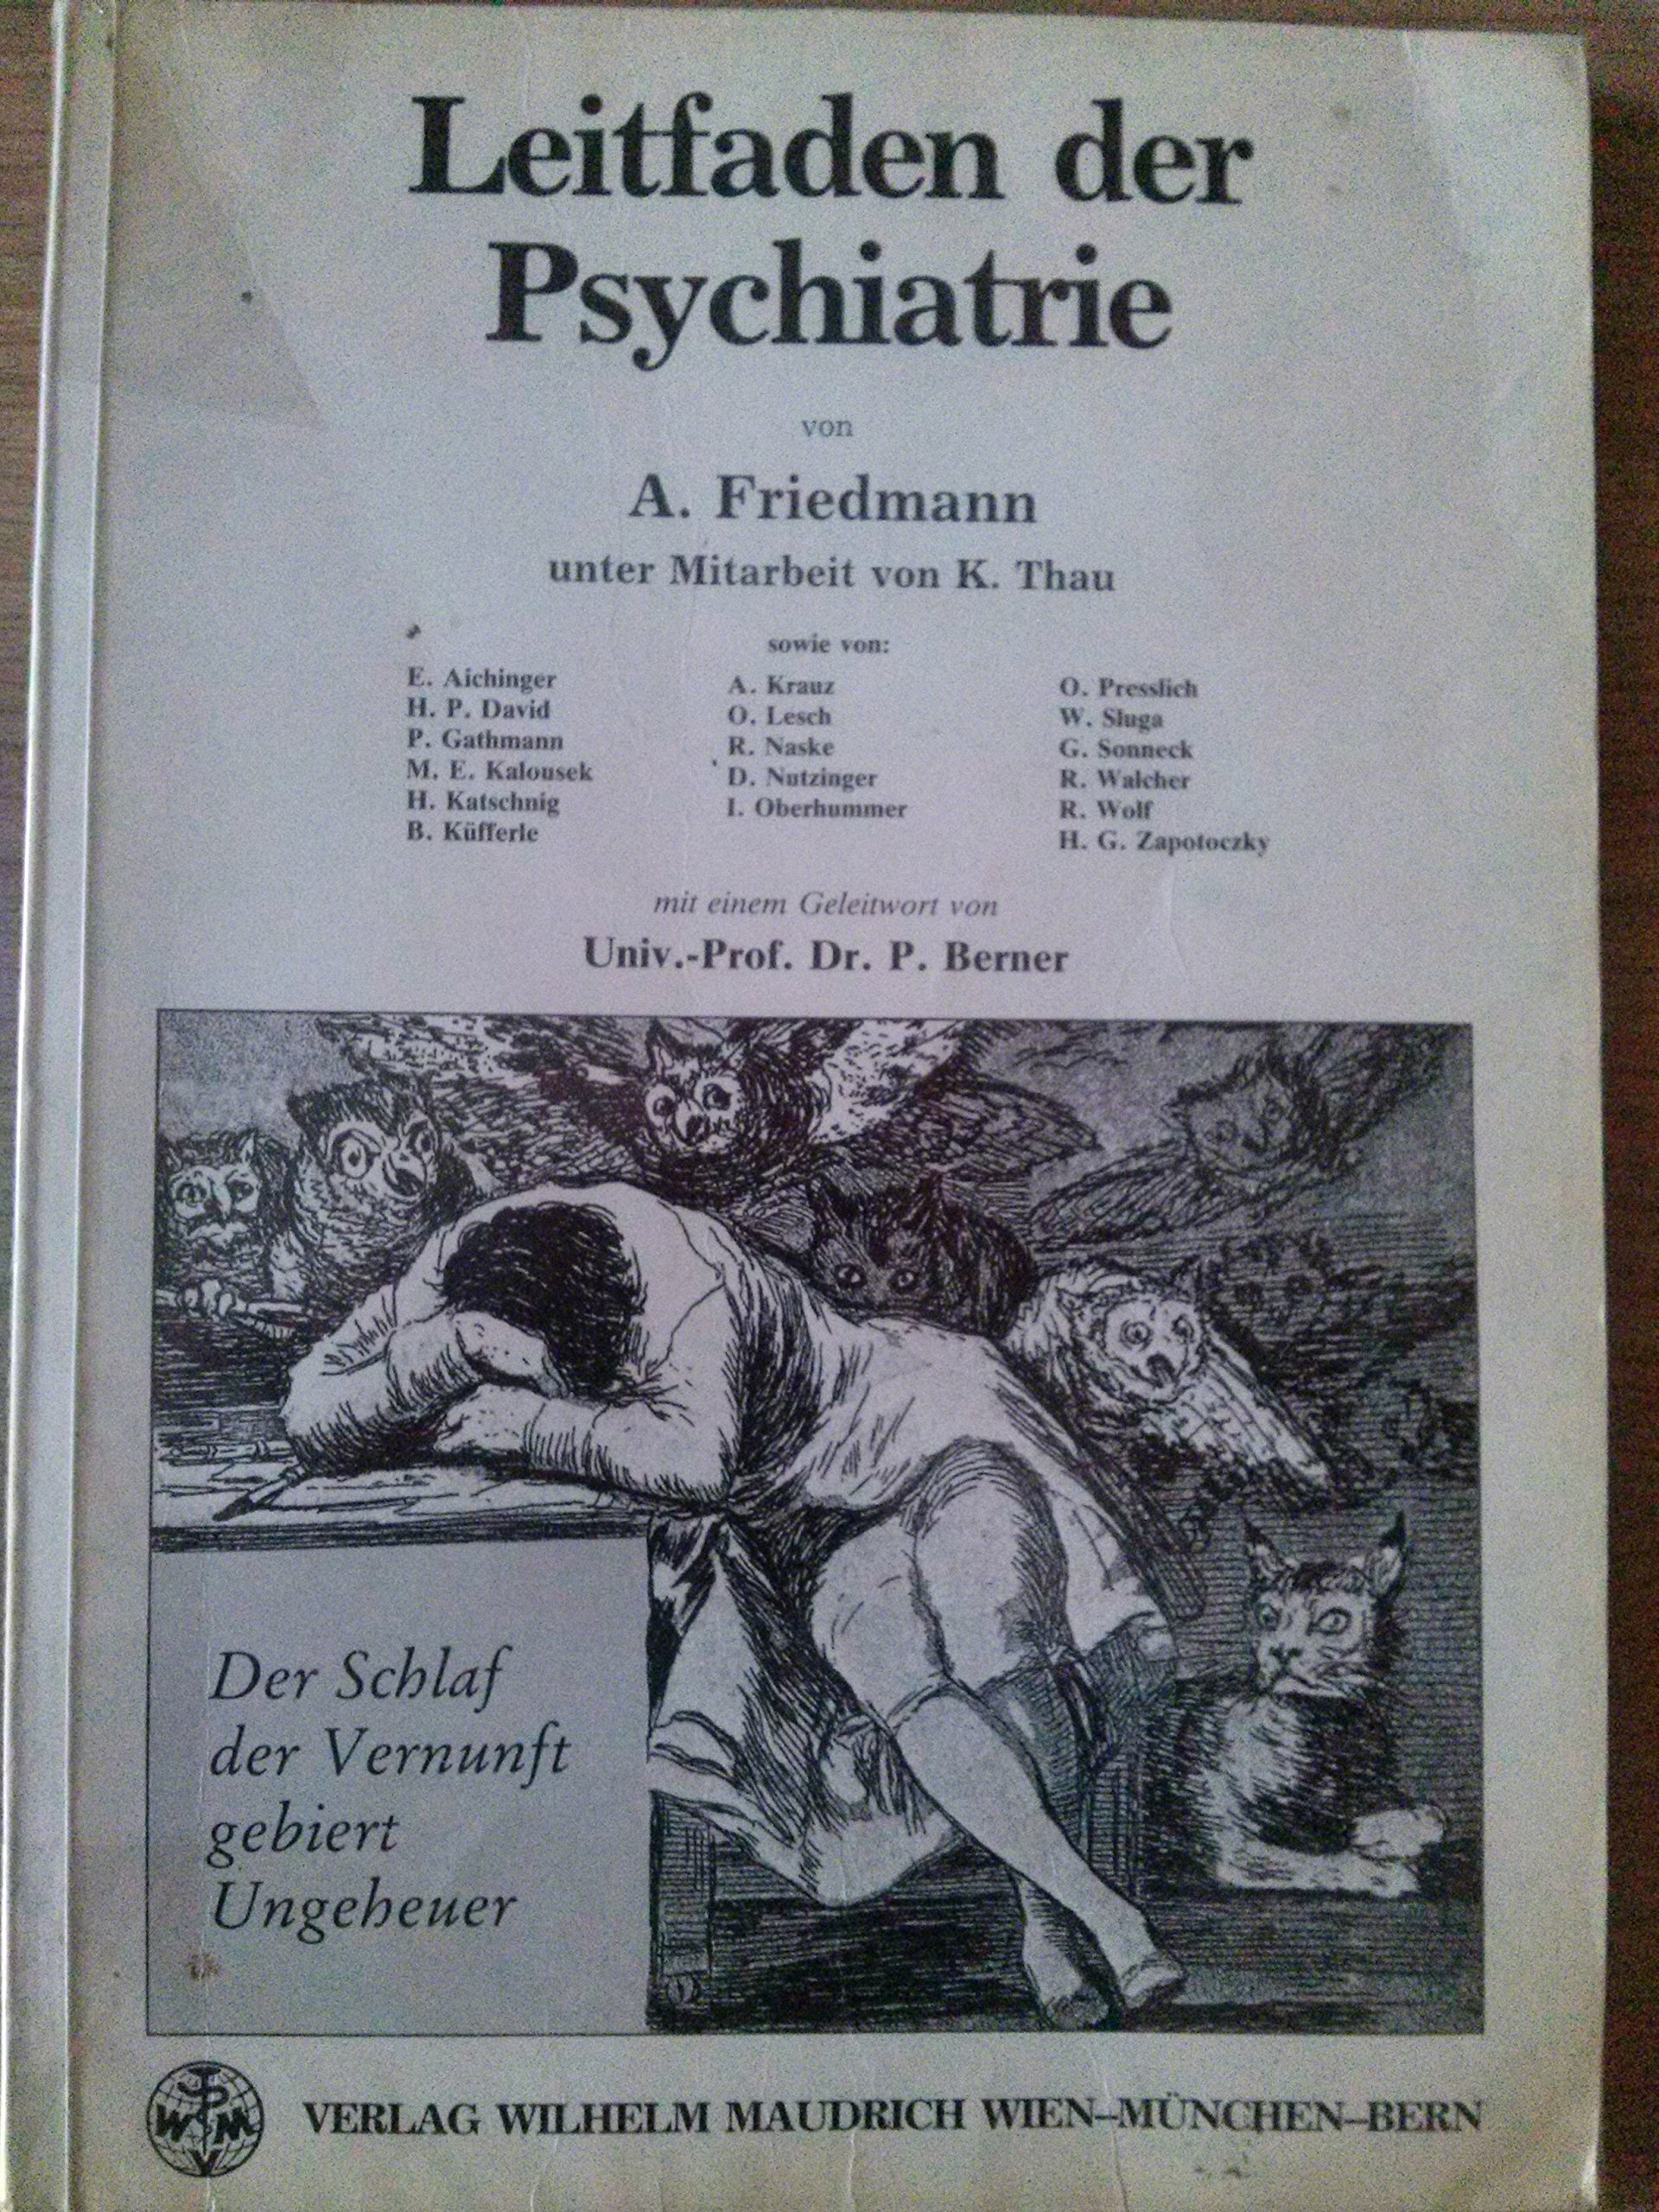 Leitfaden der
Psychiatrie
von
A. Friedmann
unter Mitarbeit von K. Thau
sowie von:
E. Aichinger
H. P. David
P. Gathmann
M. E. Kalousek
H. Katschnig
B. Küfferle
A. Krauz
O. Lesch
R. Naske
D. Nutzinger
I. Oberhummer
O. Presslich
W. Sluga
G. Sonneck
R. Walcher
R. Wolf
H. G. Zapotoczky
mit einem Geleitwort von
Univ.-Prof. Dr. P. Berner
Der Schlaf
der Vernunft
gebiert
Ungeheuer
WMV
VERLAG WILHELM MAUDRICH WIEN–MÜNCHEN–BERN